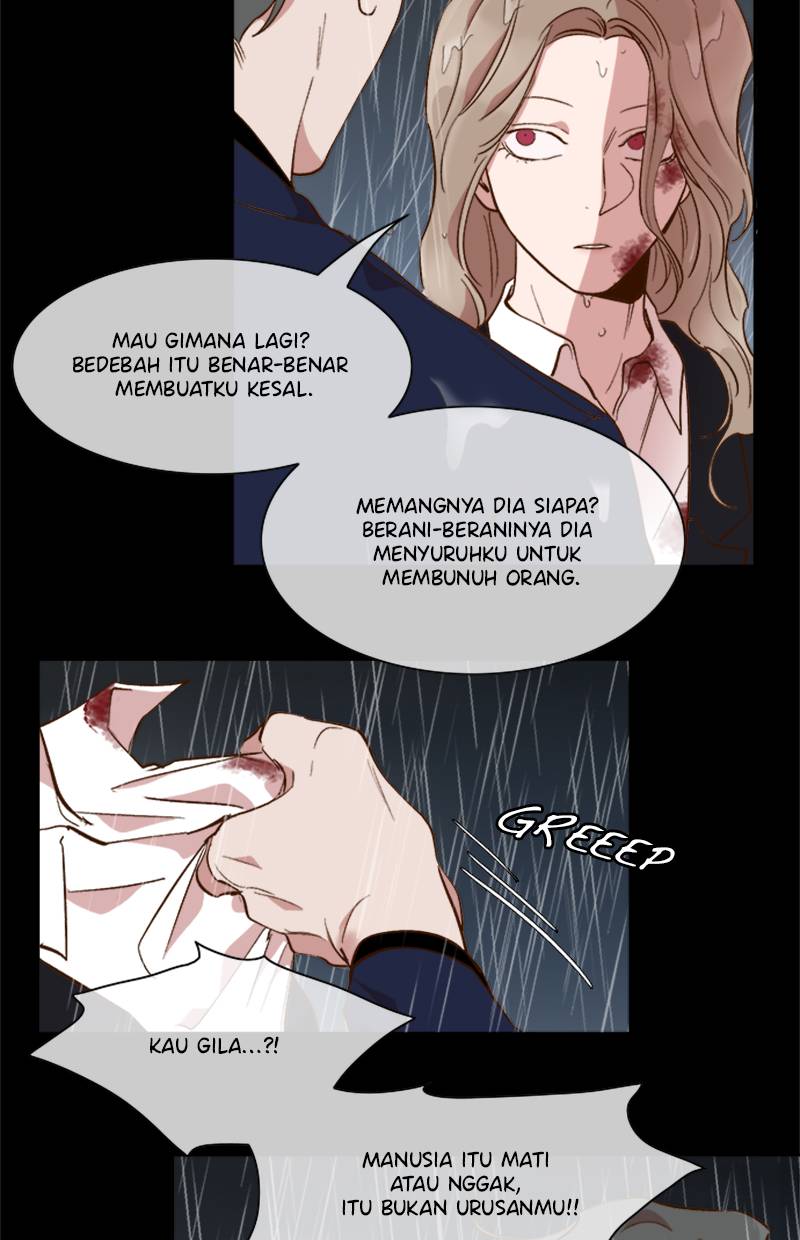 MAU GIMANA LAGI?
BEDEBAH ITU BENAR-BENAR
MEMBUATKU KESAL.
MEMANGNYA DIA SIAPA?
BERANI-BERANINYA DIA
MENYURUHKU UNTUK
MEMBUNUH ORANG.
GREEEP
KAU GILA...?!
MANUSIA ITU MATI
ATAU NGGAK,
ITU BUKAN URUSANMU!!